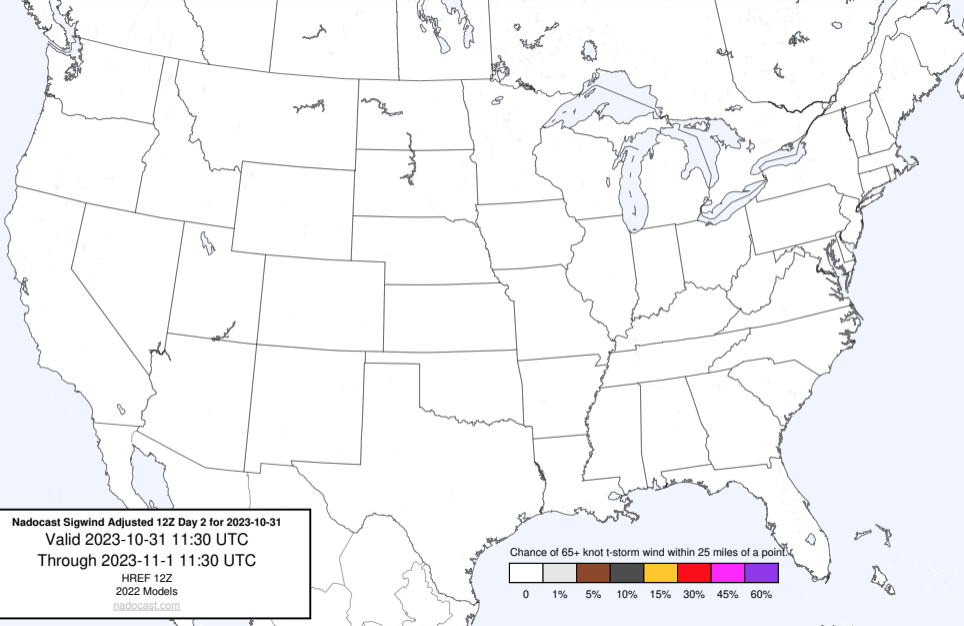 Nadocast Sigwind Adjusted 12Z Day 2 for 2023-10-31
Valid 2023-10-31 11:30 UTC
Through 2023-11-1 11:30 UTC
HREF 12Z
2022 Models
nadocast.com
Chance of 65+ knot t-storm wind within 25 miles of a point.
0 1% 5% 10% 15% 30% 45% 60%